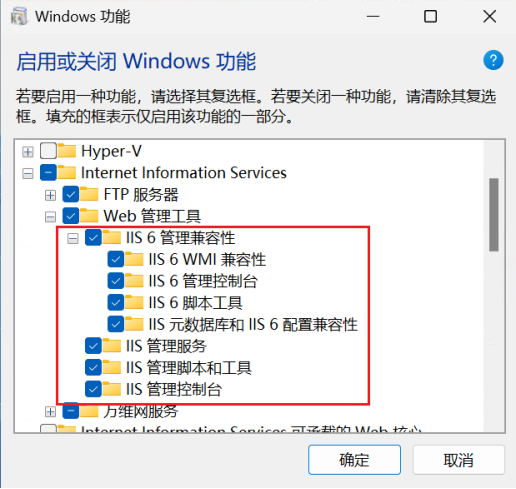 Windows 功能
启用或关闭 Windows 功能
若要启用一种功能，请选择其复选框。若要关闭一种功能，请清除其复选
框。填充的框表示仅启用该功能的一部分。
Hyper-V
Internet Information Services
FTP 服务器
Web 管理工具
IIS 6 管理兼容性
IIS 6 WMI 兼容性
IIS 6 管理控制台
IIS 6 脚本工具
IIS 元数据库和 IIS 6 配置兼容性
IIS 管理服务
IIS 管理脚本和工具
IIS 管理控制台
万维网服务
Internet Information Services 可承载的 Web 核心
确定
取消